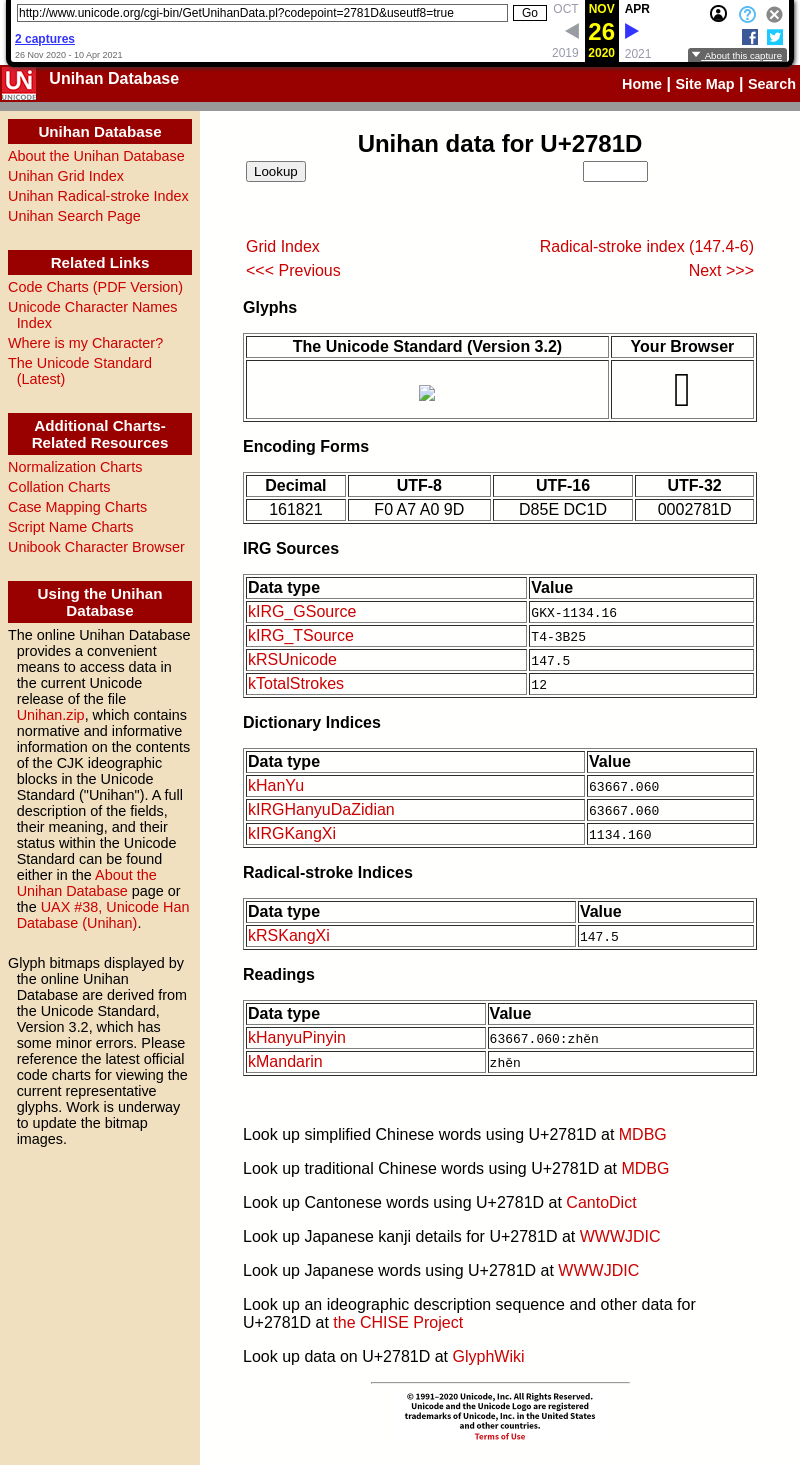 http://www.unicode.org/cgi-bin/GetUnihanData.pl?codepoint=2781D&useutf8=true
Go
OCT NOV APR
26
2019 2020 2021
2 captures
26 Nov 2020 - 10 Apr 2021
About this capture
UNi
UNICODE
Unihan Database
Home | Site Map | Search
Unihan Database
About the Unihan Database
Unihan Grid Index
Unihan Radical-stroke Index
Unihan Search Page
Related Links
Code Charts (PDF Version)
Unicode Character Names
Index
Where is my Character?
The Unicode Standard
(Latest)
Additional Charts-
Related Resources
Normalization Charts
Collation Charts
Case Mapping Charts
Script Name Charts
Unibook Character Browser
Using the Unihan
Database
The online Unihan Database
provides a convenient
means to access data in
the current Unicode
release of the file
Unihan.zip, which contains
normative and informative
information on the contents
of the CJK ideographic
blocks in the Unicode
Standard ("Unihan"). A full
description of the fields,
their meaning, and their
status within the Unicode
Standard can be found
either in the About the
Unihan Database page or
the UAX #38, Unicode Han
Database (Unihan).
Glyph bitmaps displayed by
the online Unihan
Database are derived from
the Unicode Standard,
Version 3.2, which has
some minor errors. Please
reference the latest official
code charts for viewing the
current representative
glyphs. Work is underway
to update the bitmap
images.
Unihan data for U+2781D
Lookup
Grid Index Radical-stroke index (147.4-6)
<<< Previous Next >>>
Glyphs
The Unicode Standard (Version 3.2) Your Browser
Encoding Forms
Decimal UTF-8 UTF-16 UTF-32
161821 F0 A7 A0 9D D85E DC1D 0002781D
IRG Sources
Data type Value
kIRG_GSource GKX-1134.16
kIRG_TSource T4-3B25
kRSUnicode 147.5
kTotalStrokes 12
Dictionary Indices
Data type Value
kHanYu 63667.060
kIRGHanyuDaZidian 63667.060
kIRGKangXi 1134.160
Radical-stroke Indices
Data type Value
kRSKangXi 147.5
Readings
Data type Value
kHanyuPinyin 63667.060:zhěn
kMandarin zhěn
Look up simplified Chinese words using U+2781D at MDBG
Look up traditional Chinese words using U+2781D at MDBG
Look up Cantonese words using U+2781D at CantoDict
Look up Japanese kanji details for U+2781D at WWWJDIC
Look up Japanese words using U+2781D at WWWJDIC
Look up an ideographic description sequence and other data for
U+2781D at the CHISE Project
Look up data on U+2781D at GlyphWiki
© 1991–2020 Unicode, Inc. All Rights Reserved.
Unicode and the Unicode Logo are registered
trademarks of Unicode, Inc. in the United States
and other countries.
Terms of Use